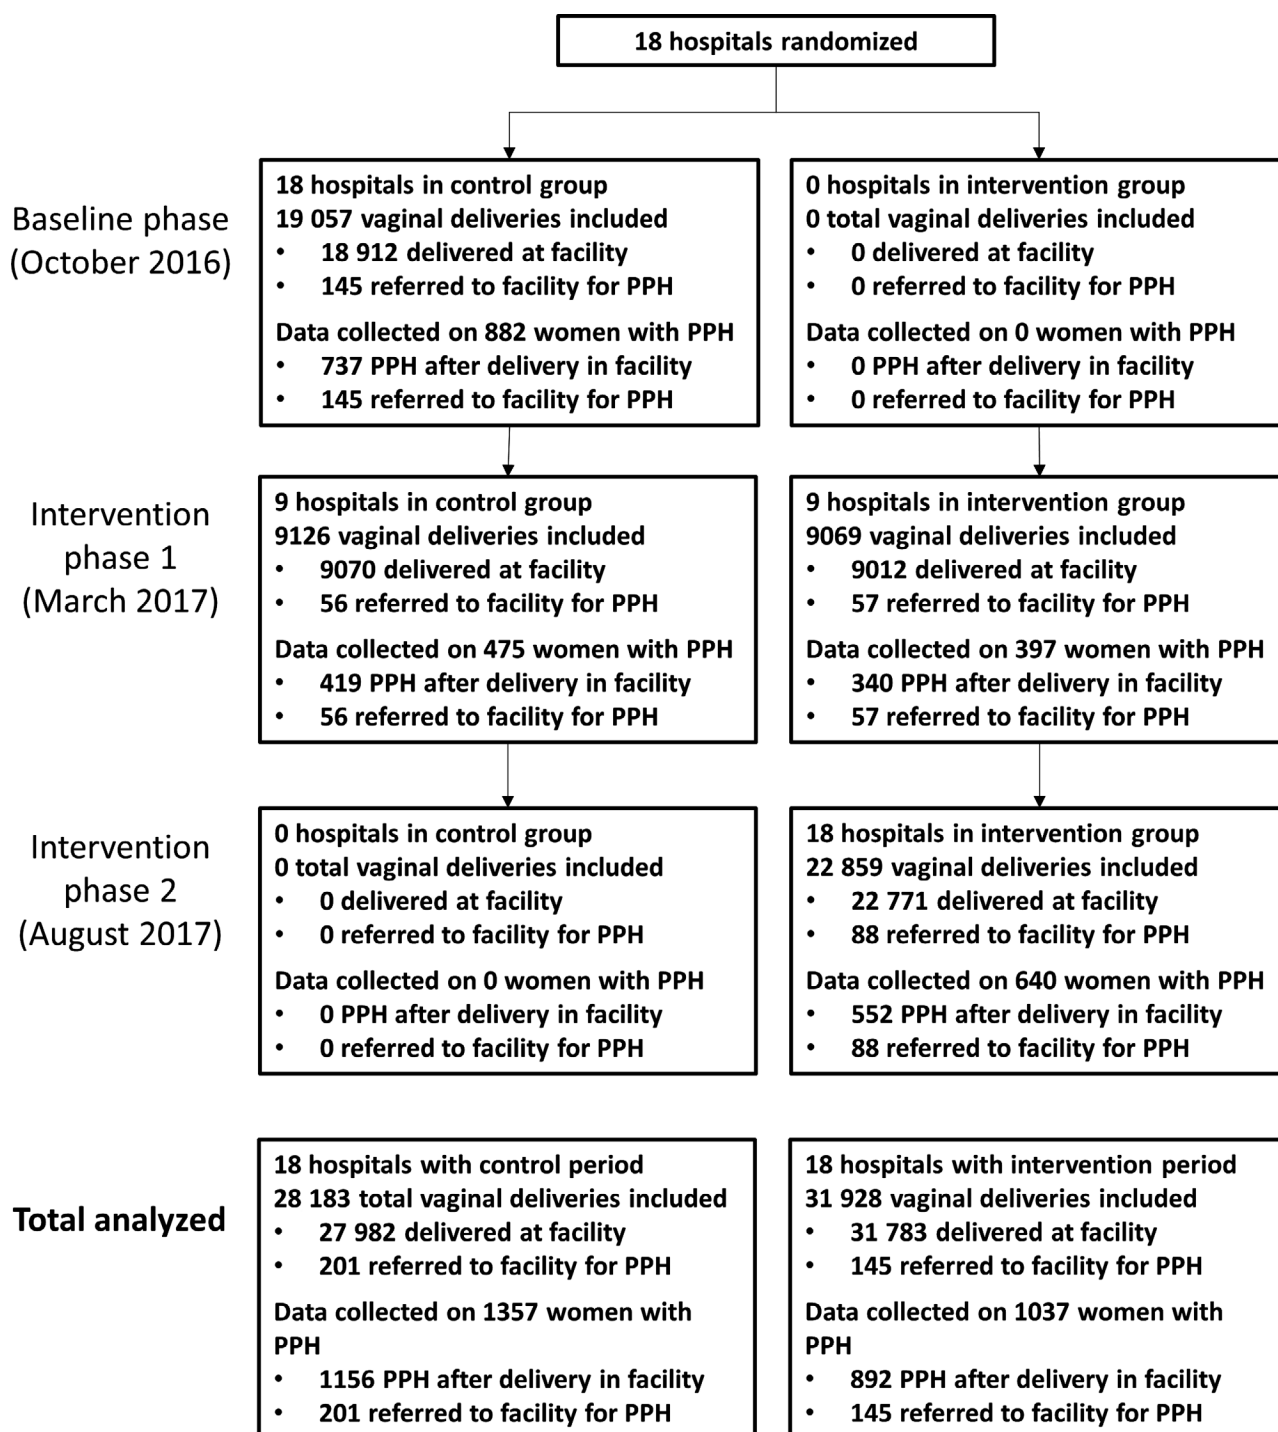 18 hospitals randomized
Baseline phase
(October 2016)
18 hospitals in control group
19 057 vaginal deliveries included
• 18 912 delivered at facility
• 145 referred to facility for PPH
Data collected on 882 women with PPH
• 737 PPH after delivery in facility
• 145 referred to facility for PPH
0 hospitals in intervention group
0 total vaginal deliveries included
• 0 delivered at facility
• 0 referred to facility for PPH
Data collected on 0 women with PPH
• 0 PPH after delivery in facility
• 0 referred to facility for PPH
Intervention
phase 1
(March 2017)
9 hospitals in control group
9126 vaginal deliveries included
• 9070 delivered at facility
• 56 referred to facility for PPH
Data collected on 475 women with PPH
• 419 PPH after delivery in facility
• 56 referred to facility for PPH
9 hospitals in intervention group
9069 vaginal deliveries included
• 9012 delivered at facility
• 57 referred to facility for PPH
Data collected on 397 women with PPH
• 340 PPH after delivery in facility
• 57 referred to facility for PPH
Intervention
phase 2
(August 2017)
0 hospitals in control group
0 total vaginal deliveries included
• 0 delivered at facility
• 0 referred to facility for PPH
Data collected on 0 women with PPH
• 0 PPH after delivery in facility
• 0 referred to facility for PPH
18 hospitals in intervention group
22 859 vaginal deliveries included
• 22 771 delivered at facility
• 88 referred to facility for PPH
Data collected on 640 women with PPH
• 552 PPH after delivery in facility
• 88 referred to facility for PPH
Total analyzed
18 hospitals with control period
28 183 total vaginal deliveries included
• 27 982 delivered at facility
• 201 referred to facility for PPH
Data collected on 1357 women with
PPH
• 1156 PPH after delivery in facility
• 201 referred to facility for PPH
18 hospitals with intervention period
31 928 vaginal deliveries included
• 31 783 delivered at facility
• 145 referred to facility for PPH
Data collected on 1037 women with
PPH
• 892 PPH after delivery in facility
• 145 referred to facility for PPH